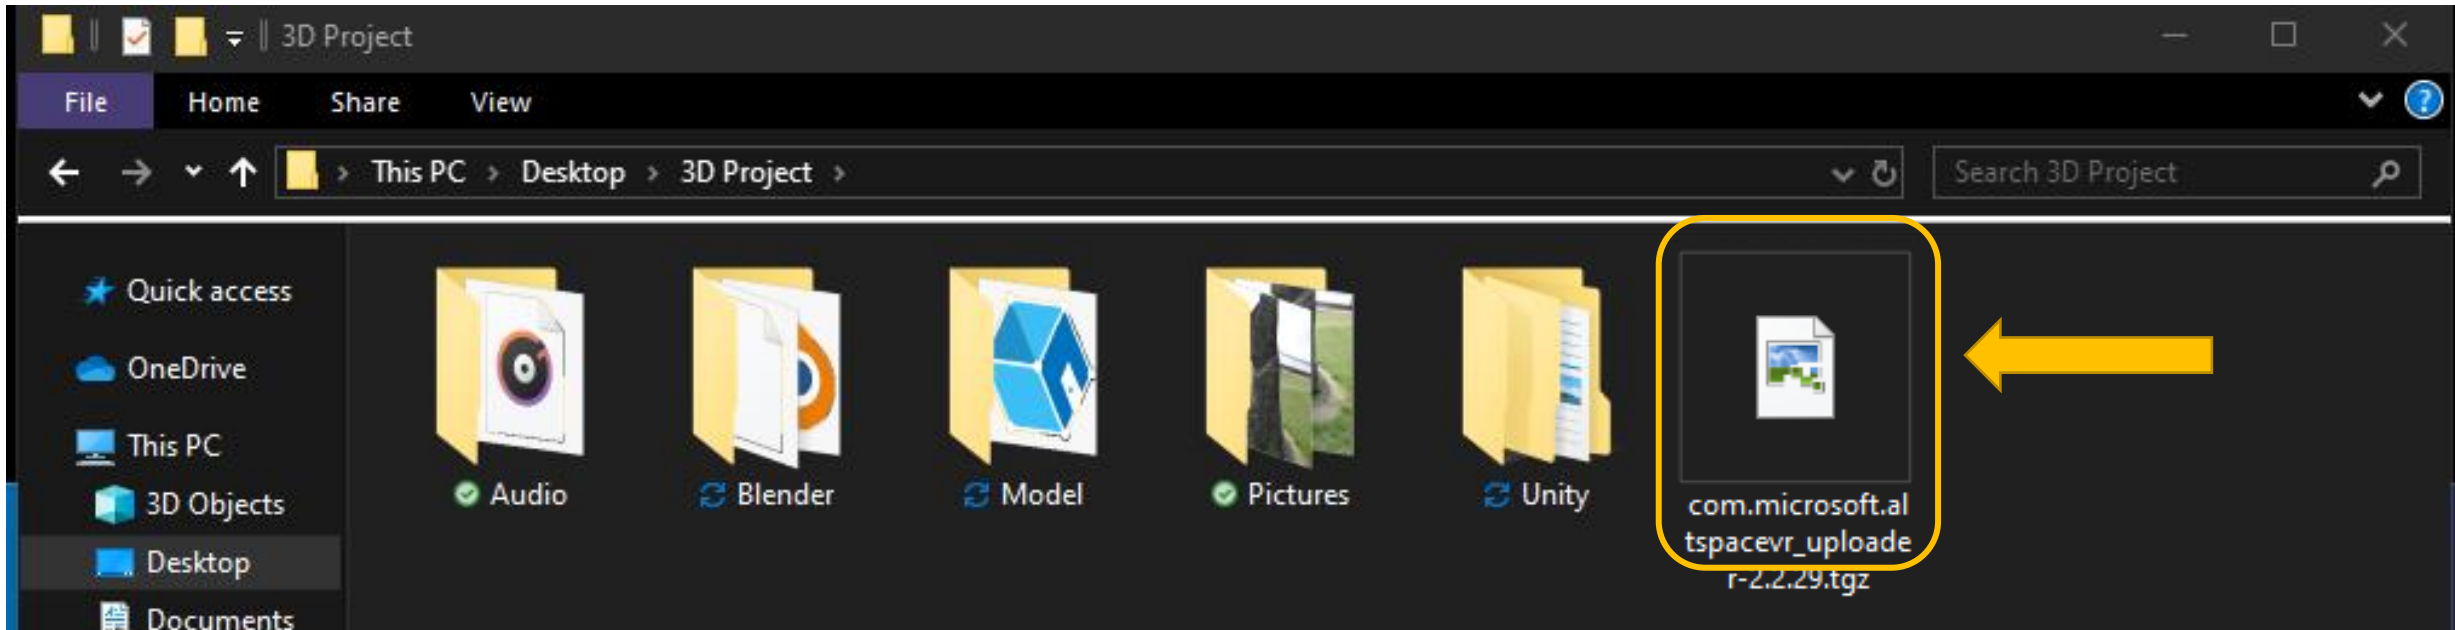 3D Project
File Home Share View
?
This PC > Desktop > 3D Project >
Search 3D Project
Quick access
OneDrive
This PC
3D Objects
Desktop
Documents
Audio
Blender
Model
Pictures
Unity
com.microsoft.al
tspacevr_uploade
r-2.2.29.tgz